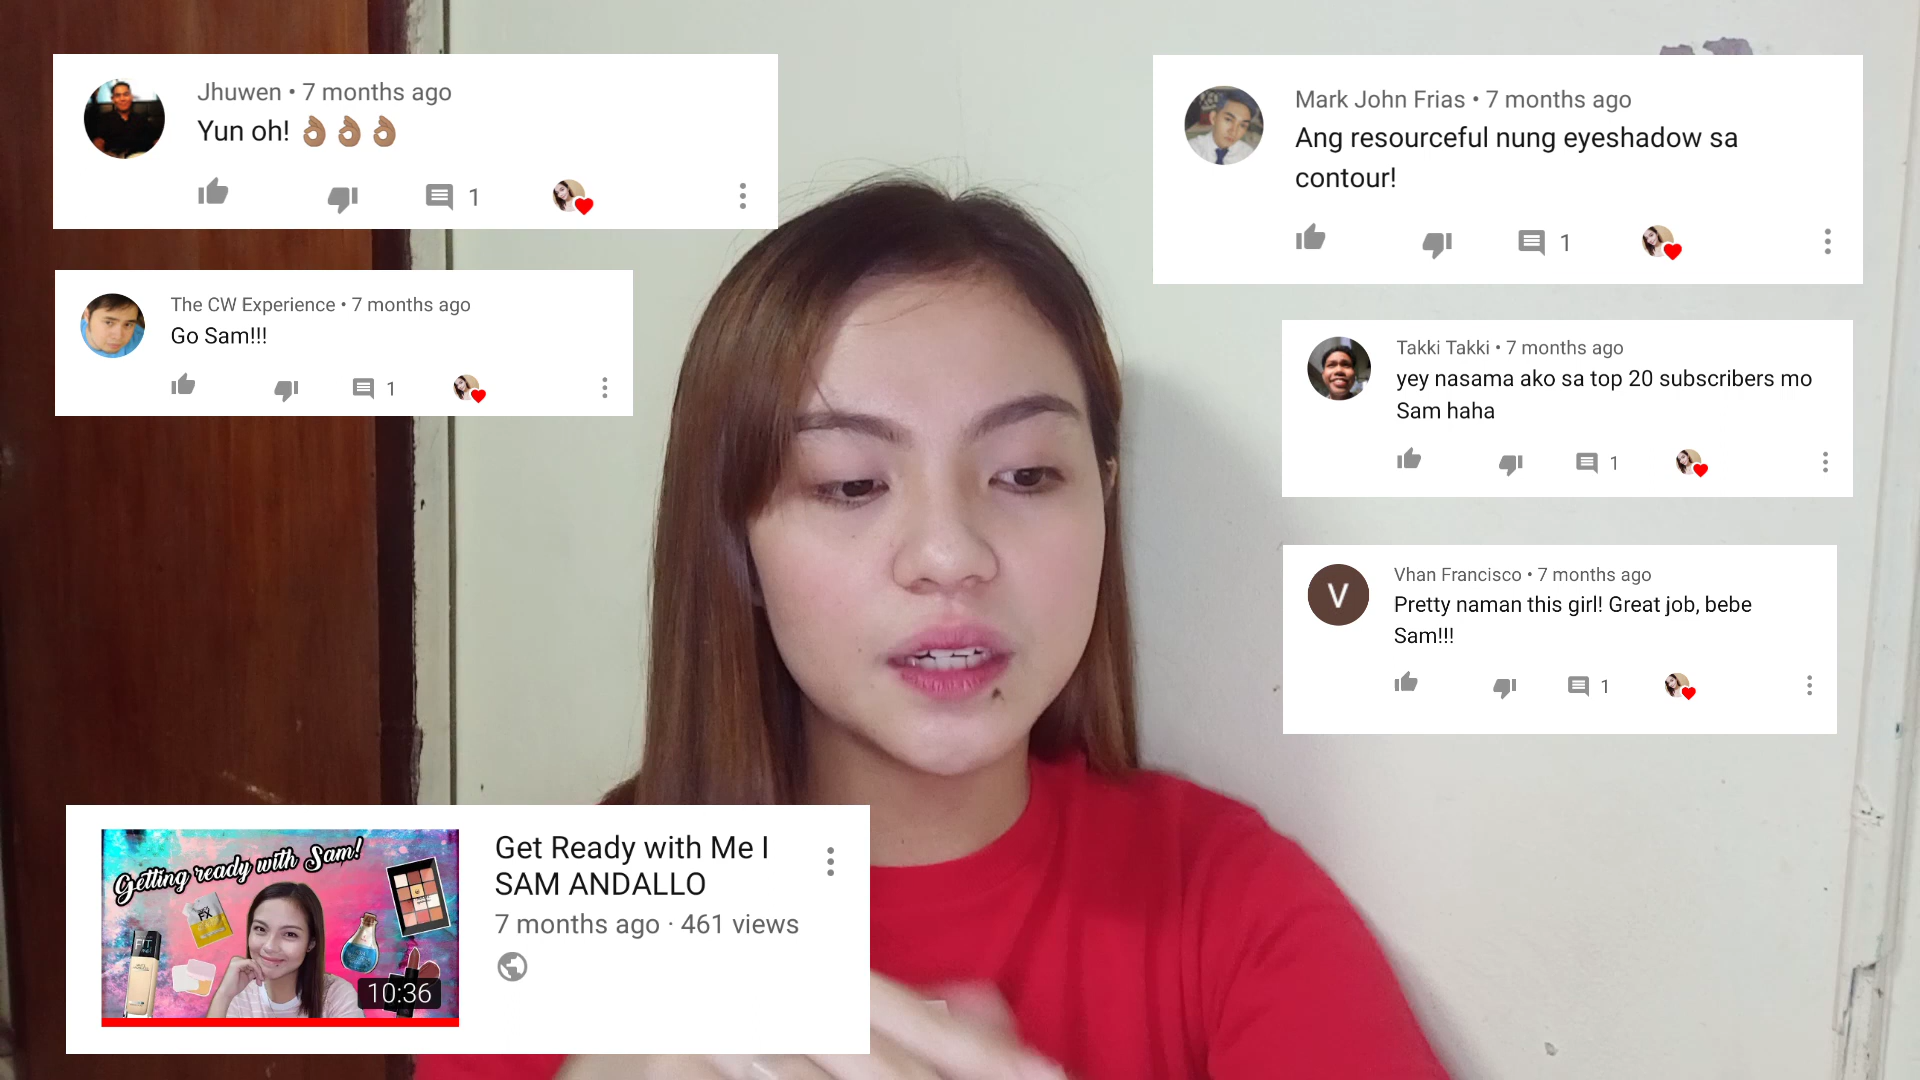 Jhuwen • 7 months ago
Yun oh! 👌🏽👌🏽👌🏽
1
The CW Experience • 7 months ago
Go Sam!!!
1
Mark John Frias • 7 months ago
Ang resourceful nung eyeshadow sa
contour!
1
Takki Takki • 7 months ago
yey nasama ako sa top 20 subscribers mo
Sam haha
1
V
Vhan Francisco • 7 months ago
Pretty naman this girl! Great job, bebe
Sam!!!
1
Getting ready with Sam!
FX
FIT
10:36
Get Ready with Me I
SAM ANDALLO
7 months ago · 461 views